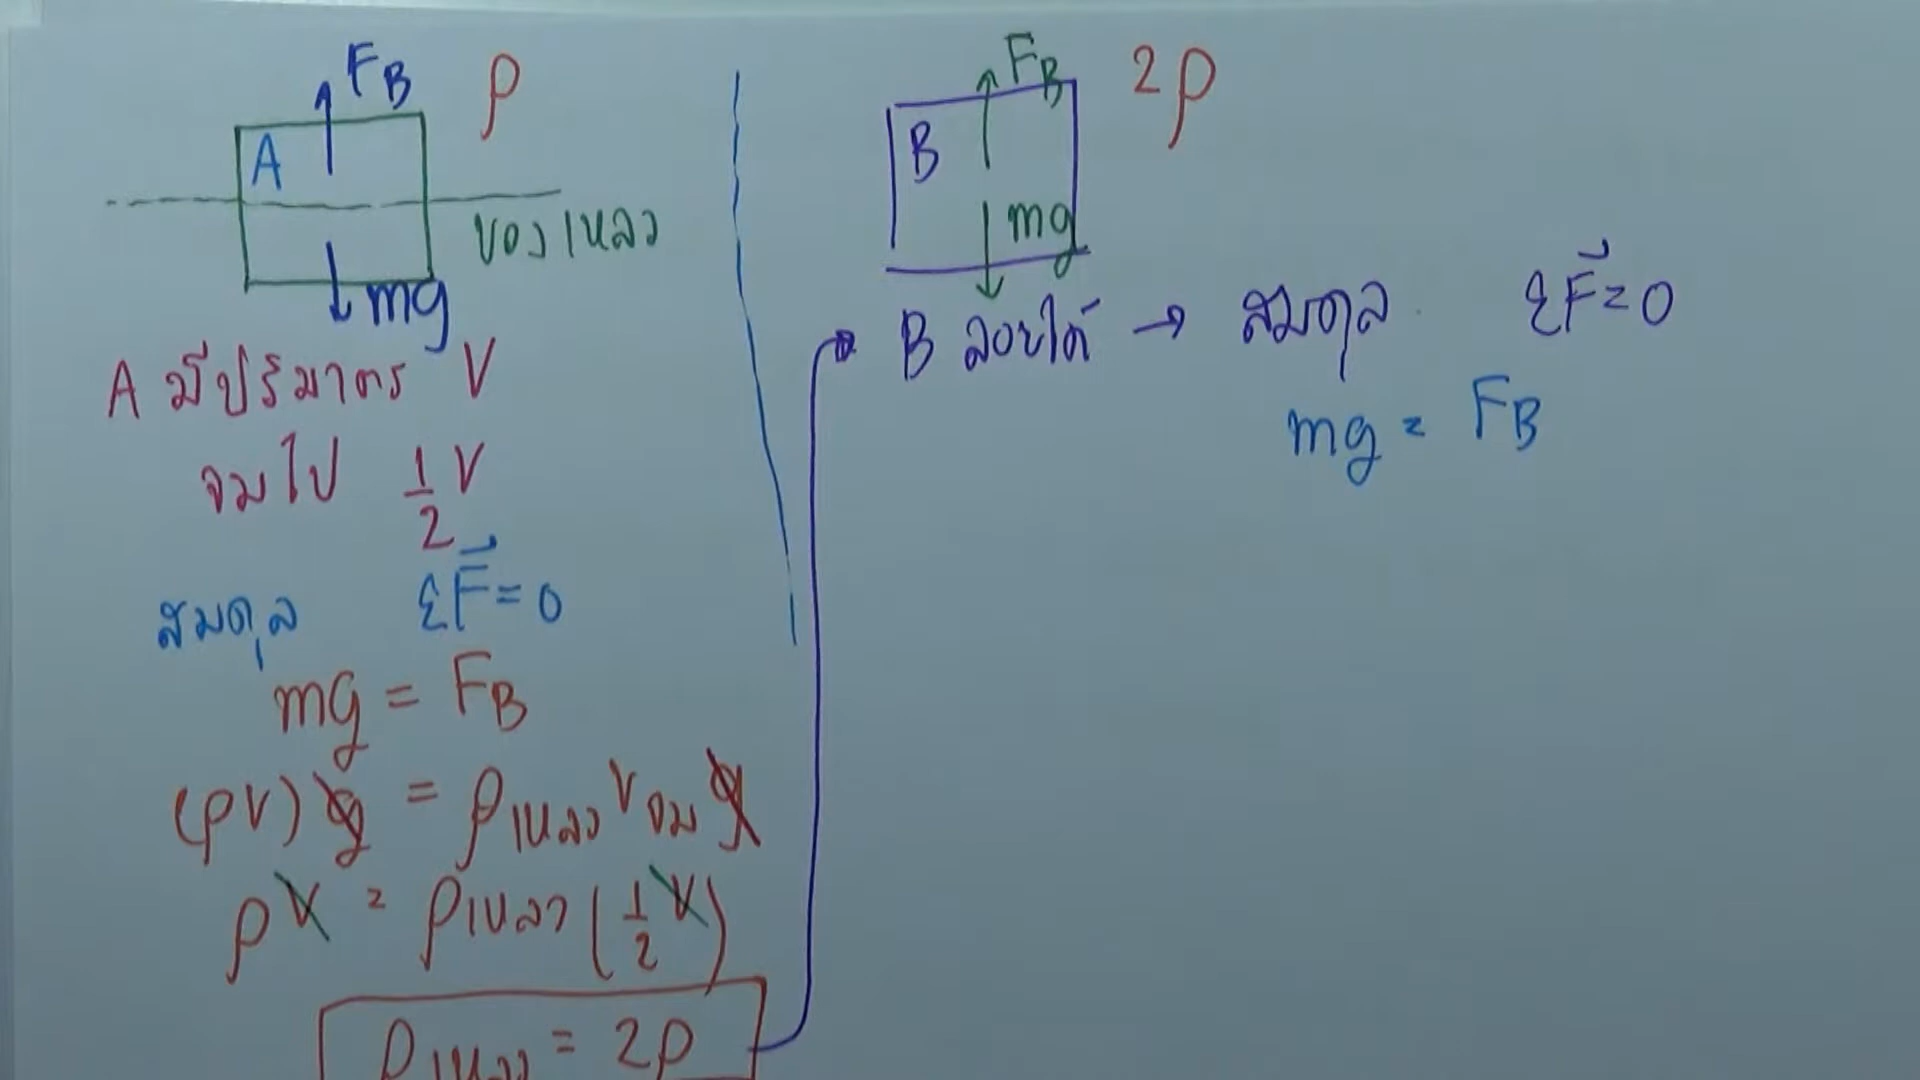 F_B ρ
A
ของเหลว
mg
A มีปริมาตร V
จมไป 1/2 V
สมดุล ΣF⃗ = 0
mg = F_B
(ρV)g = ρเหลว Vจม g
ρV = ρเหลว (1/2 V)
ρเหลว = 2ρ
F_B 2ρ
B
mg
B ลอยได้ → สมดุล ΣF⃗ = 0
mg = F_B